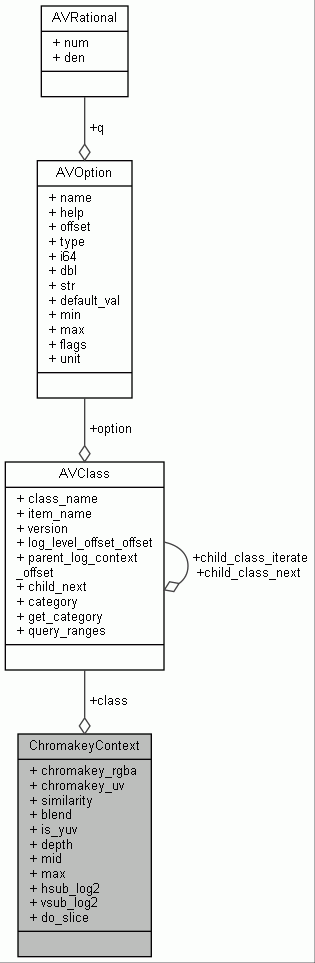 AVRational
+ num
+ den
+q
AVOption
+ name
+ help
+ offset
+ type
+ i64
+ dbl
+ str
+ default_val
+ min
+ max
+ flags
+ unit
+option
AVClass
+ class_name
+ item_name
+ version
+ log_level_offset_offset
+ parent_log_context
_offset
+ child_next
+ category
+ get_category
+ query_ranges
+child_class_iterate
+child_class_next
+class
ChromakeyContext
+ chromakey_rgba
+ chromakey_uv
+ similarity
+ blend
+ is_yuv
+ depth
+ mid
+ max
+ hsub_log2
+ vsub_log2
+ do_slice